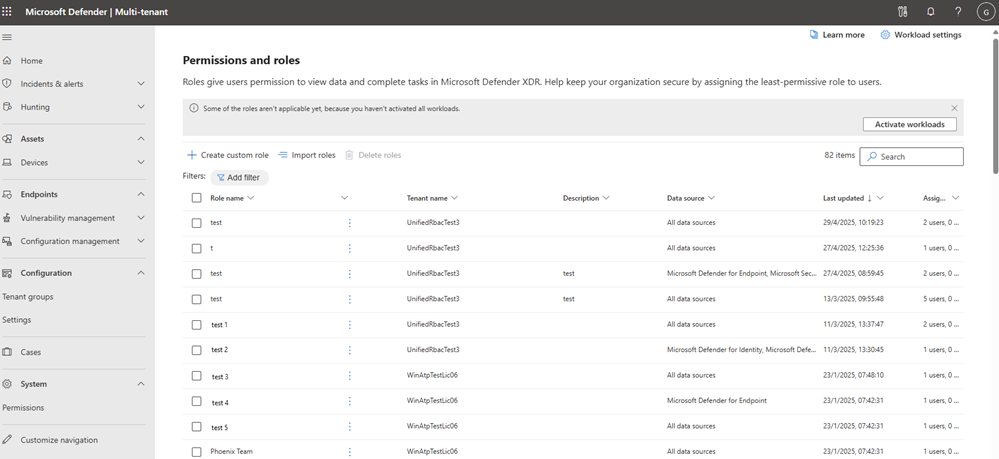 Microsoft Defender | Multi-tenant
G
Learn more
Workload settings
Home
Incidents & alerts
Hunting
Assets
Devices
Endpoints
Vulnerability management
Configuration management
Configuration
Tenant groups
Settings
Cases
System
Permissions
Customize navigation
Permissions and roles
Roles give users permission to view data and complete tasks in Microsoft Defender XDR. Help keep your organization secure by assigning the least-permissive role to users.
Some of the roles aren't applicable yet, because you haven't activated all workloads.
Activate workloads
Create custom role Import roles Delete roles 82 items Search
Filters: Add filter
Role name Tenant name Description Data source Last updated Assig...
test UnifiedRbacTest3 All data sources 29/4/2025, 10:19:23 2 users, 0 ...
t UnifiedRbacTest3 All data sources 27/4/2025, 12:25:36 1 users, 0 ...
test UnifiedRbacTest3 test Microsoft Defender for Endpoint, Microsoft Sec... 27/4/2025, 08:59:45 2 users, 0 ...
test UnifiedRbacTest3 test All data sources 13/3/2025, 09:55:48 5 users, 0 ...
test 1 UnifiedRbacTest3 All data sources 11/3/2025, 13:37:47 2 users, 0 ...
test 2 UnifiedRbacTest3 Microsoft Defender for Identity, Microsoft Defe... 11/3/2025, 13:30:45 1 users, 0 ...
test 3 WinAtpTestLic06 All data sources 23/1/2025, 07:48:10 1 users, 0 ...
test 4 WinAtpTestLic06 Microsoft Defender for Endpoint 23/1/2025, 07:42:31 1 users, 0 ...
test 5 WinAtpTestLic06 All data sources 23/1/2025, 07:42:31 1 users, 0 ...
Phoenix Team WinAtpTestLic06 All data sources 23/1/2025, 07:42:31 1 users, 0 ...